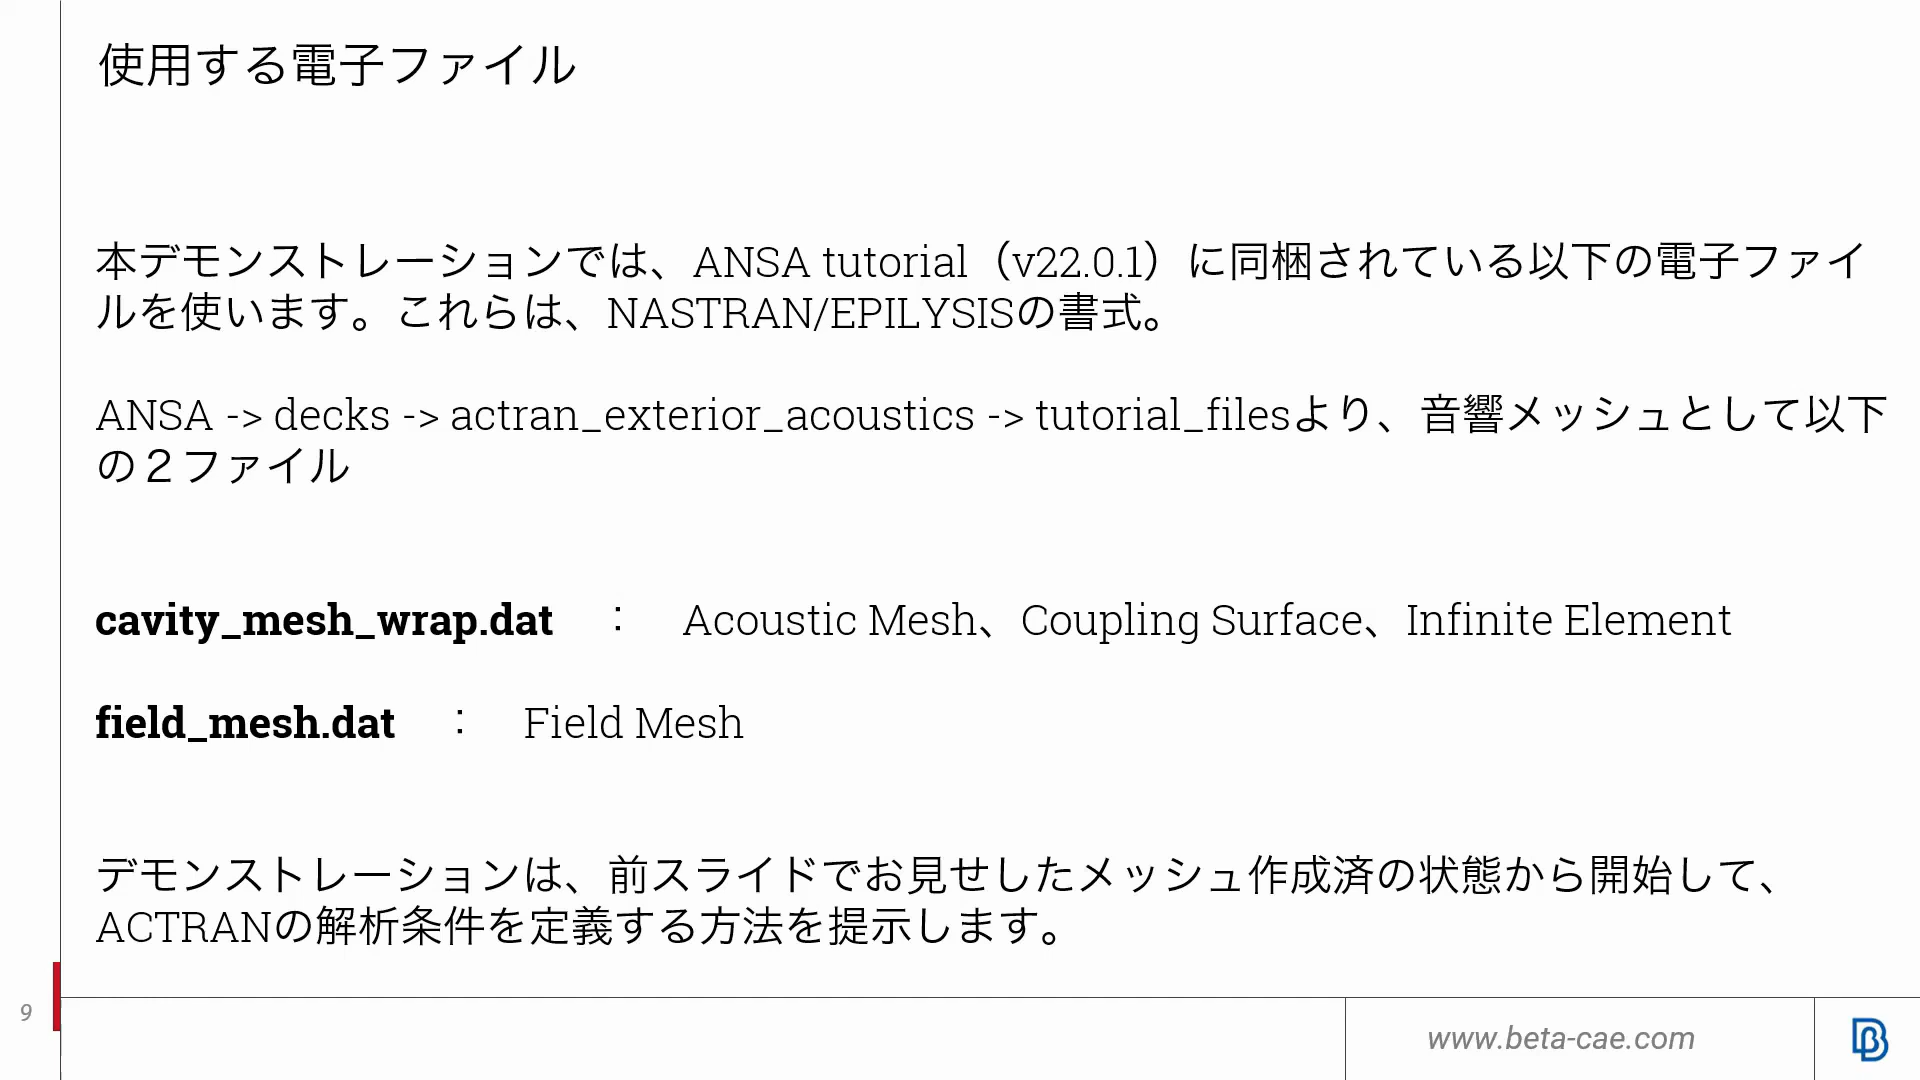 使用する電子ファイル
本デモンストレーションでは、ANSA tutorial（v22.0.1）に同梱されている以下の電子ファイ
ルを使います。これらは、NASTRAN/EPILYSISの書式。
ANSA -> decks -> actran_exterior_acoustics -> tutorial_filesより、音響メッシュとして以下
の２ファイル
cavity_mesh_wrap.dat ： Acoustic Mesh、Coupling Surface、Infinite Element
field_mesh.dat ： Field Mesh
デモンストレーションは、前スライドでお見せしたメッシュ作成済の状態から開始して、
ACTRANの解析条件を定義する方法を提示します。
9
www.beta-cae.com